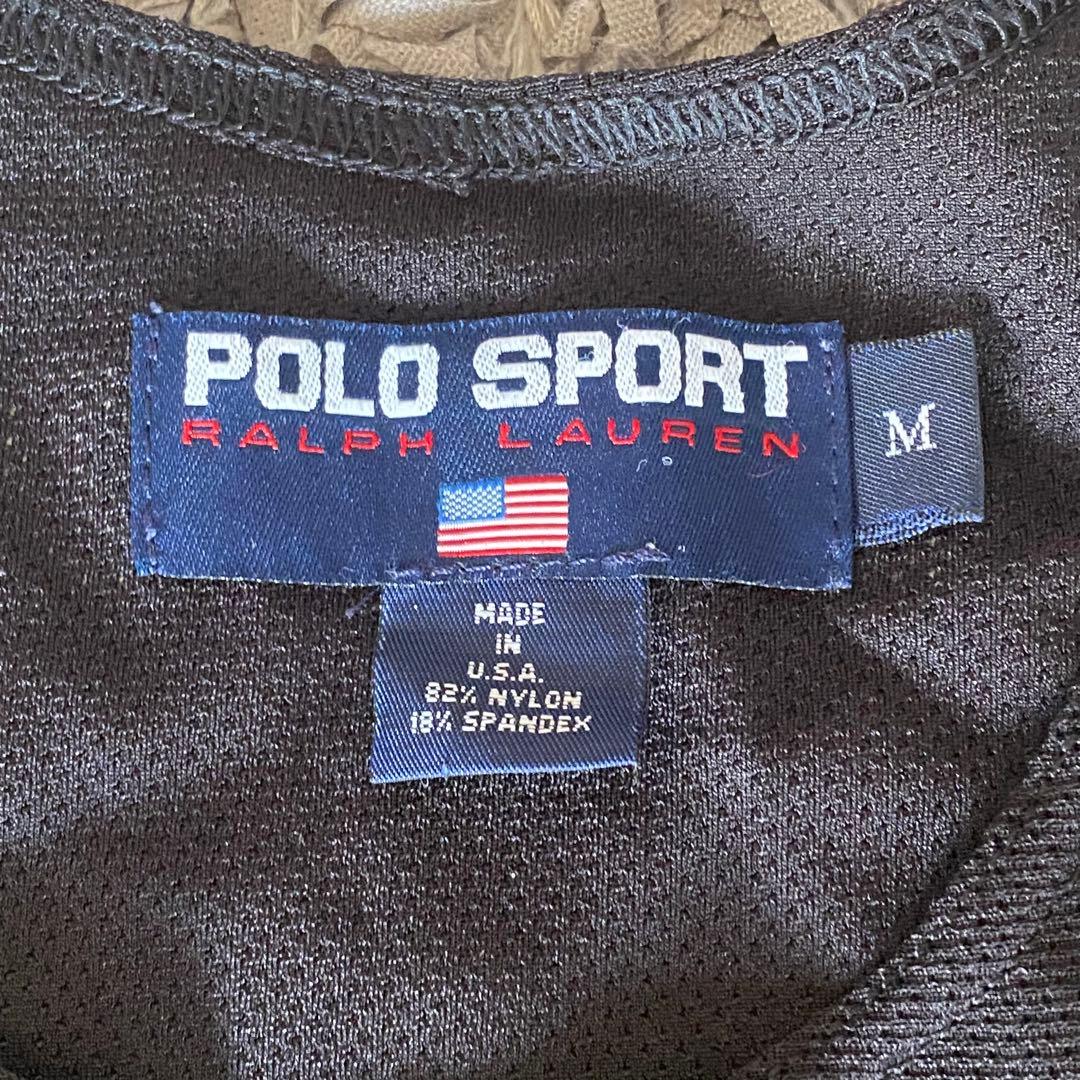 POLO SPORT
RALPH LAUREN
M
MADE
IN
U.S.A.
82% NYLON
18% SPANDEX